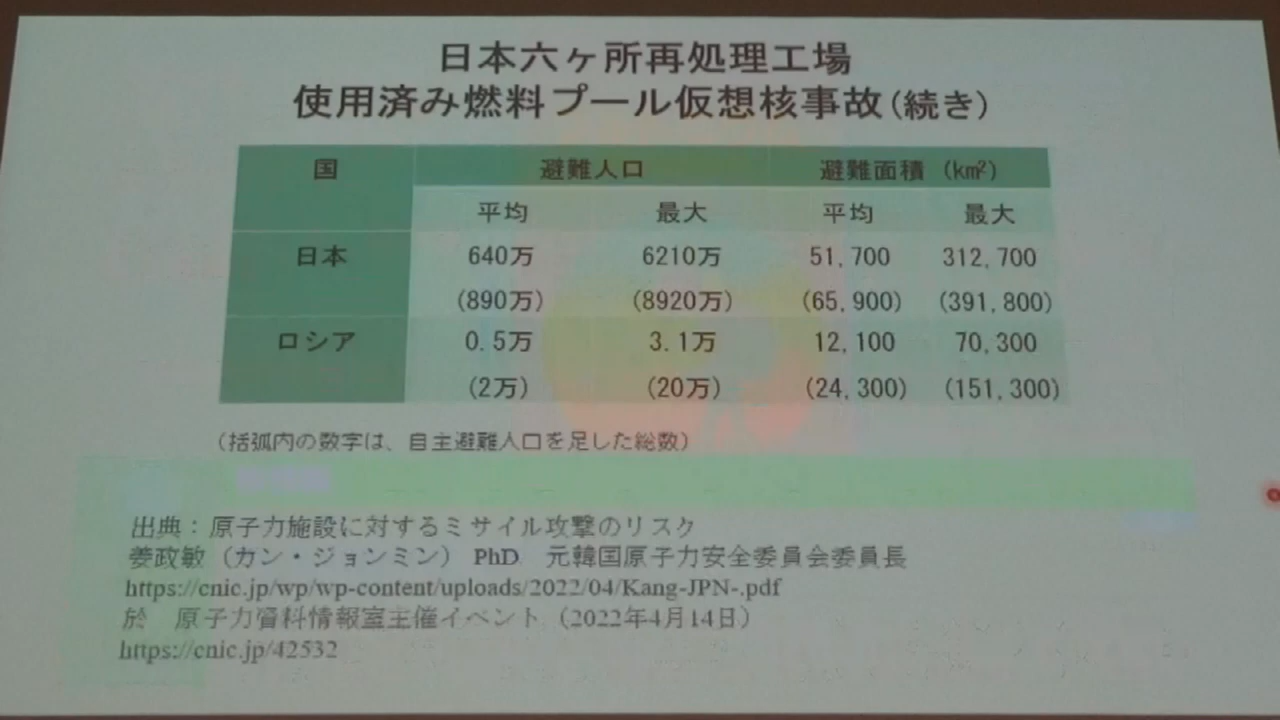 日本六ヶ所再処理工場
使用済み燃料プール仮想核事故(続き)
国 避難人口 避難面積 (km²)
平均 最大 平均 最大
日本 640万 6210万 51,700 312,700
(890万) (8920万) (65,900) (391,800)
ロシア 0.5万 3.1万 12,100 70,300
(2万) (20万) (24,300) (151,300)
(括弧内の数字は、自主避難人口を足した総数)
出典：原子力施設に対するミサイル攻撃のリスク
姜政敏（カン・ジョンミン） PhD 元韓国原子力安全委員会委員長
https://cnic.jp/wp/wp-content/uploads/2022/04/Kang-JPN-.pdf
於 原子力資料情報室主催イベント（2022年4月14日）
https://cnic.jp/42532